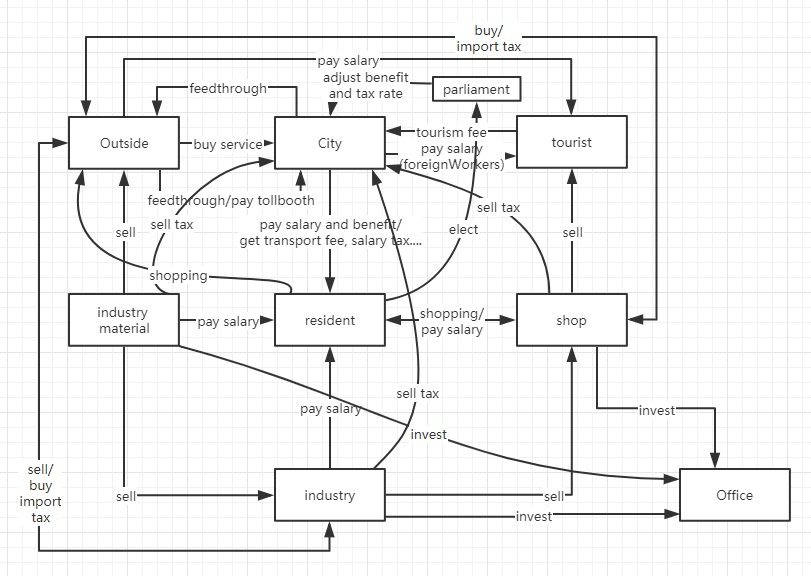 buy/
import tax
pay salary
adjust benefit
and tax rate
feedthrough
parliament
Outside
buy service
City
tourism fee
pay salary
(foreignWorkers)
tourist
feedthrough/pay tollbooth
sell tax
sell
pay salary and benefit/
get transport fee, salary tax....
elect
sell tax
sell
shopping
industry
material
pay salary
resident
shopping/
pay salary
shop
sell tax
pay salary
invest
invest
sell/
buy
import
tax
sell
industry
sell
invest
Office